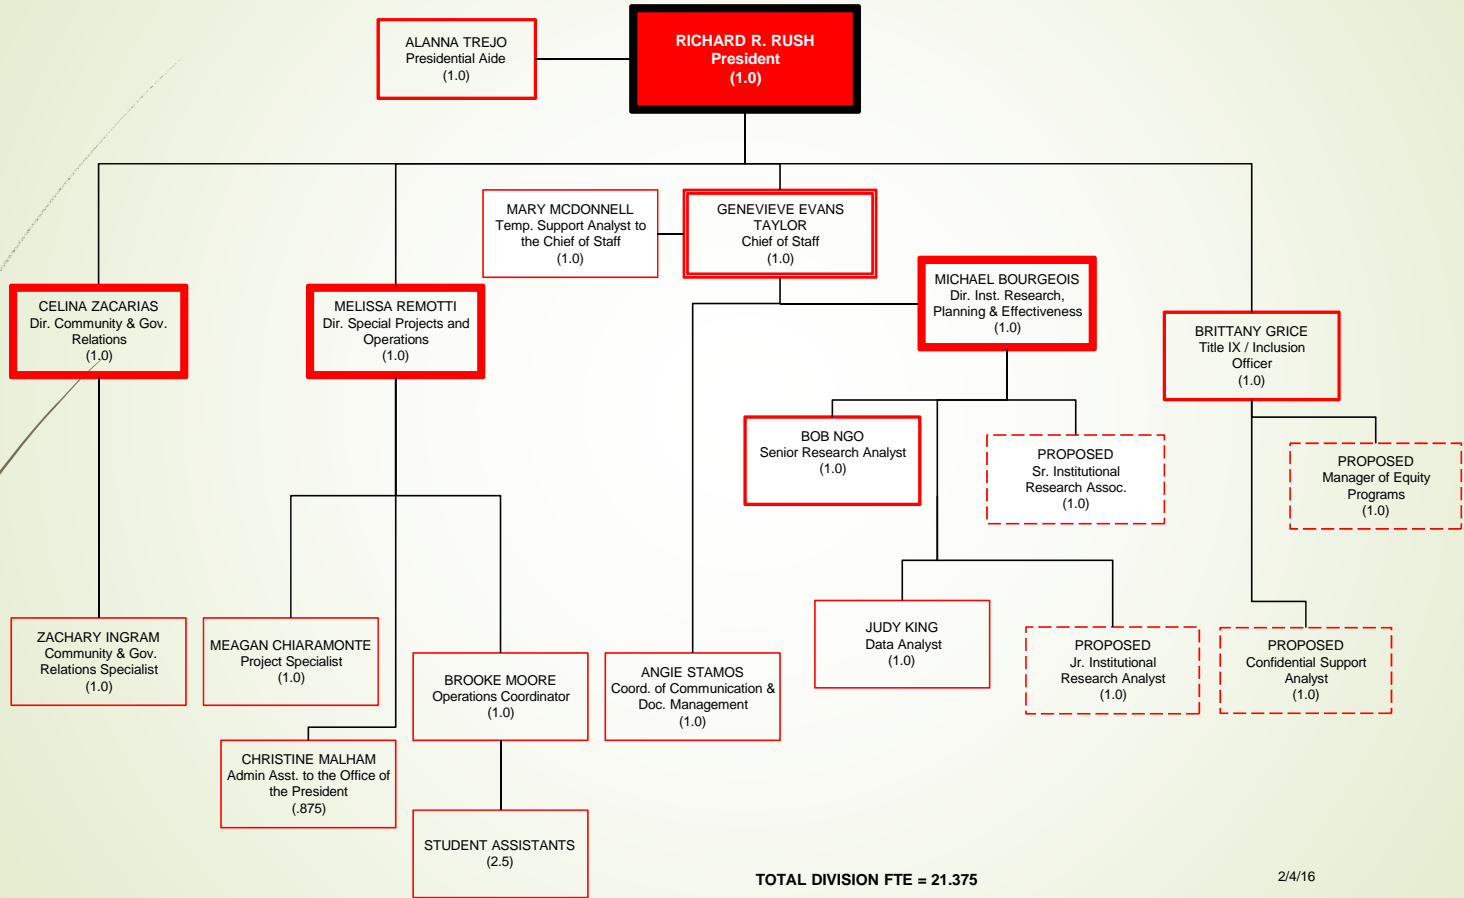 ALANNA TREJO
Presidential Aide
(1.0)
RICHARD R. RUSH
President
(1.0)
MARY MCDONNELL
Temp. Support Analyst to
the Chief of Staff
(1.0)
GENEVIEVE EVANS
TAYLOR
Chief of Staff
(1.0)
CELINA ZACARIAS
Dir. Community & Gov.
Relations
(1.0)
MELISSA REMOTTI
Dir. Special Projects and
Operations
(1.0)
MICHAEL BOURGEOIS
Dir. Inst. Research,
Planning & Effectiveness
(1.0)
BRITTANY GRICE
Title IX / Inclusion
Officer
(1.0)
BOB NGO
Senior Research Analyst
(1.0)
PROPOSED
Sr. Institutional
Research Assoc.
(1.0)
PROPOSED
Manager of Equity
Programs
(1.0)
ZACHARY INGRAM
Community & Gov.
Relations Specialist
(1.0)
MEAGAN CHIARAMONTE
Project Specialist
(1.0)
BROOKE MOORE
Operations Coordinator
(1.0)
ANGIE STAMOS
Coord. of Communication &
Doc. Management
(1.0)
JUDY KING
Data Analyst
(1.0)
PROPOSED
Jr. Institutional
Research Analyst
(1.0)
PROPOSED
Confidential Support
Analyst
(1.0)
CHRISTINE MALHAM
Admin Asst. to the Office of
the President
(.875)
STUDENT ASSISTANTS
(2.5)
TOTAL DIVISION FTE = 21.375
2/4/16